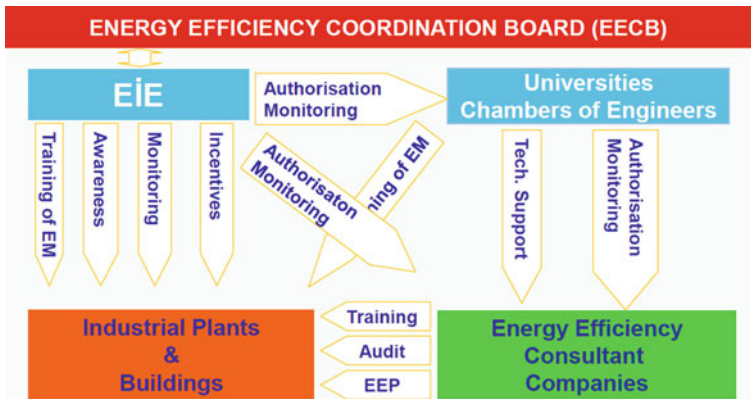 ENERGY EFFICIENCY COORDINATION BOARD (EECB)
EİE
Authorisation
Monitoring
Universities
Chambers of Engineers
Training of EM
Awareness
Monitoring
Incentives
Authorisaton
Monitoring
of EM
Tech. Support
Authorisation
Monitoring
Industrial Plants
&
Buildings
Training
Audit
EEP
Energy Efficiency
Consultant
Companies